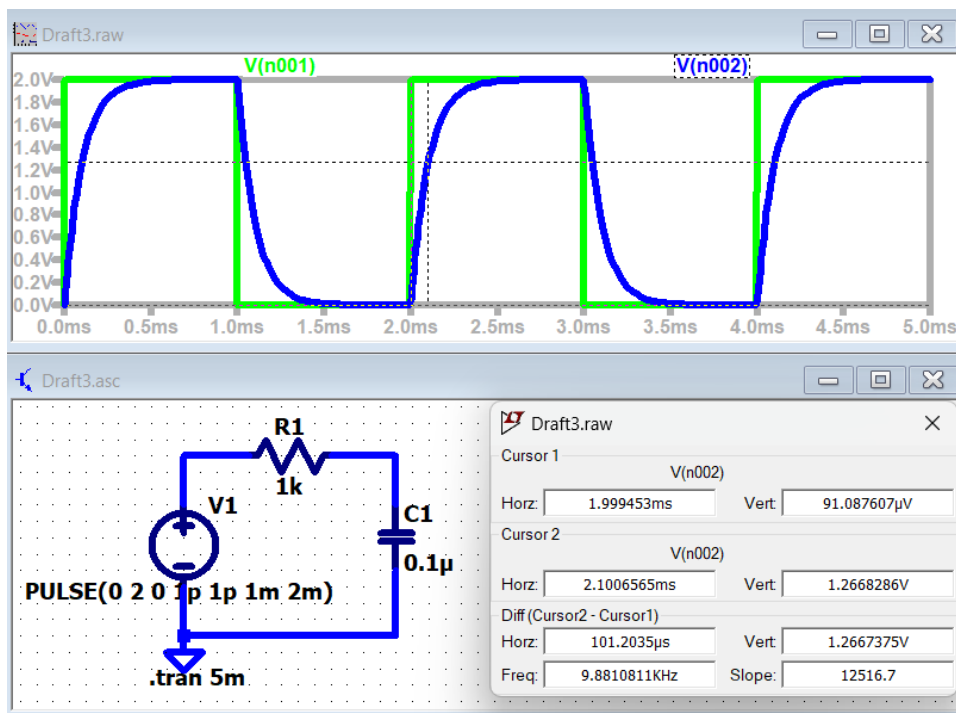 Draft3.raw
V(n001) V(n002)
2.0V
1.8V
1.6V
1.4V
1.2V
1.0V
0.8V
0.6V
0.4V
0.2V
0.0V
0.0ms 0.5ms 1.0ms 1.5ms 2.0ms 2.5ms 3.0ms 3.5ms 4.0ms 4.5ms 5.0ms
Draft3.asc
R1
1k
V1
C1
0.1µ
PULSE(0 2 0 1p 1p 1m 2m)
.tran 5m
Draft3.raw
Cursor 1
V(n002)
Horz: 1.999453ms Vert: 91.087607µV
Cursor 2
V(n002)
Horz: 2.1006565ms Vert: 1.2668286V
Diff (Cursor2 - Cursor1)
Horz: 101.2035µs Vert: 1.2667375V
Freq: 9.8810811KHz Slope: 12516.7